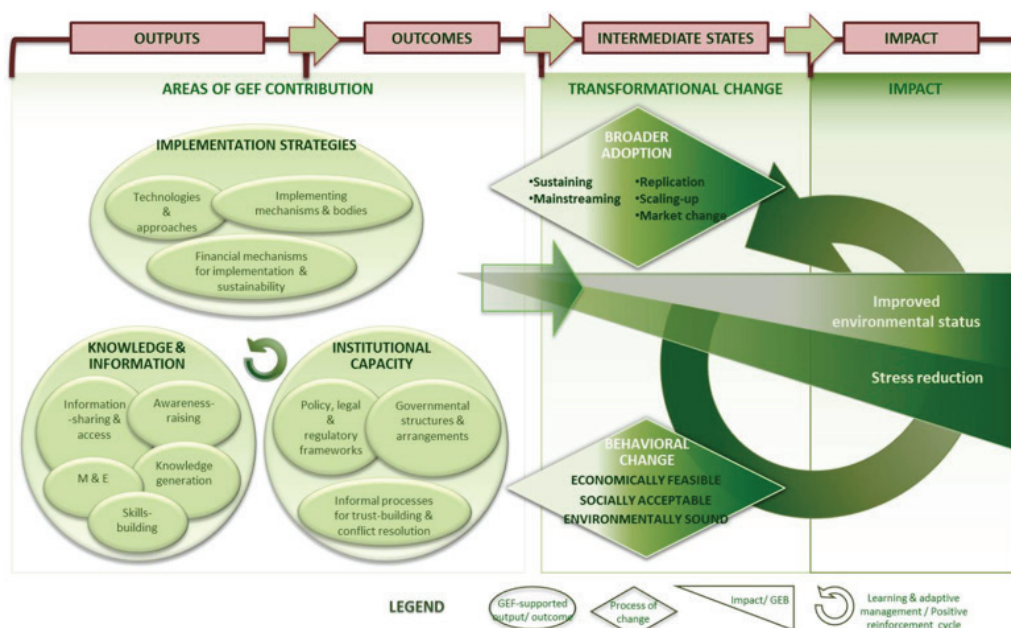 OUTPUTS
OUTCOMES
INTERMEDIATE STATES
IMPACT
AREAS OF GEF CONTRIBUTION
TRANSFORMATIONAL CHANGE
IMPACT
IMPLEMENTATION STRATEGIES
Technologies
&
approaches
Implementing
mechanisms & bodies
Financial mechanisms
for implementation &
sustainability
BROADER
ADOPTION
•Sustaining
•Mainstreaming
•Replication
•Scaling-up
•Market change
Improved
environmental status
Stress reduction
KNOWLEDGE &
INFORMATION
Information
-sharing &
access
Awareness-
raising
M & E
Knowledge
generation
Skills-
building
INSTITUTIONAL
CAPACITY
Policy, legal
&
regulatory
frameworks
Governmental
structures &
arrangements
Informal processes
for trust-building &
conflict resolution
BEHAVIORAL
CHANGE
ECONOMICALLY FEASIBLE
SOCIALLY ACCEPTABLE
ENVIRONMENTALLY SOUND
LEGEND
GEF-supported
output/ outcome
Process of
change
Impact/ GEB
Learning & adaptive
management / Positive
reinforcement cycle